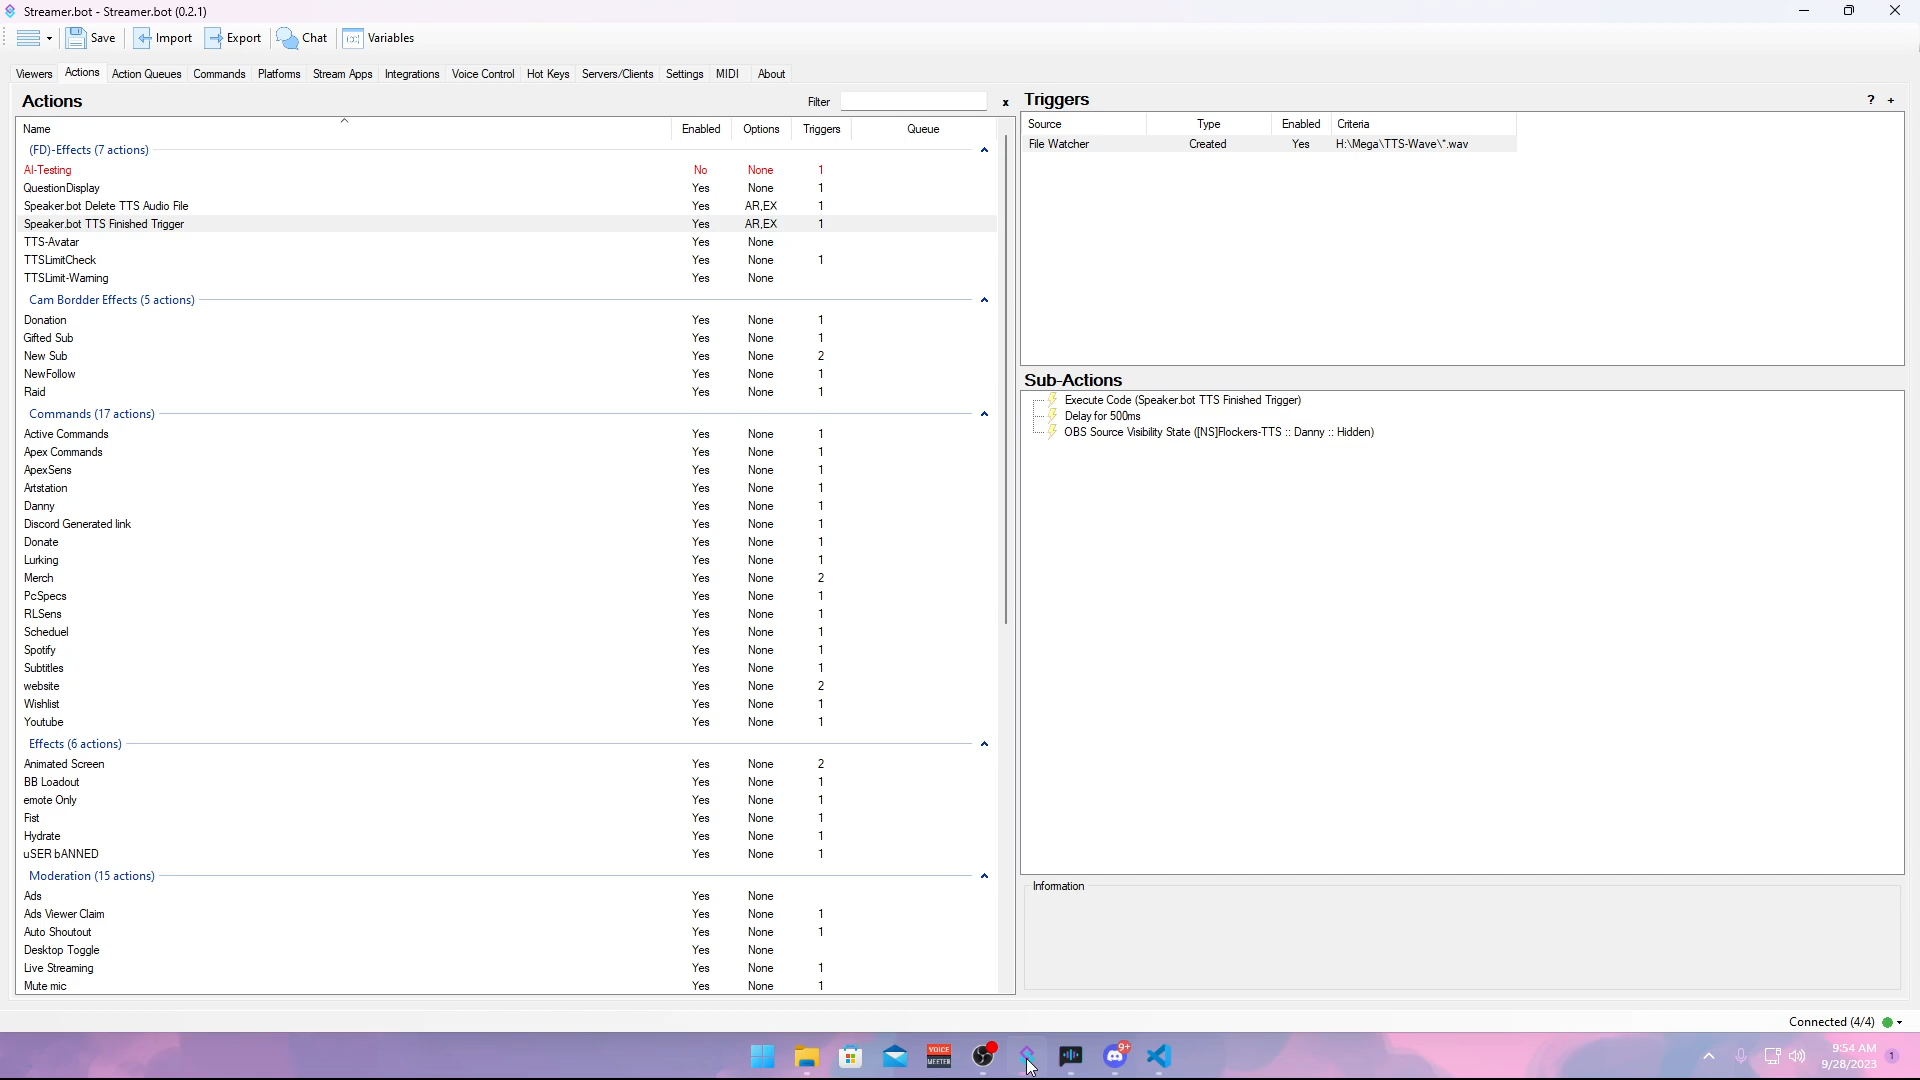 Streamer.bot - Streamer.bot (0.2.1)
Save Import Export Chat Variables
Viewers Actions Action Queues Commands Platforms Stream Apps Integrations Voice Control Hot Keys Servers/Clients Settings MIDI About
Actions
Filter
x
Name Enabled Options Triggers Queue
(FD)-Effects (7 actions)
AI-Testing No None 1
QuestionDisplay Yes None 1
Speaker.bot Delete TTS Audio File Yes AR,EX 1
Speaker.bot TTS Finished Trigger Yes AR,EX 1
TTS-Avatar Yes None
TTSLimitCheck Yes None 1
TTSLimit-Warning Yes None
Cam Bordder Effects (5 actions)
Donation Yes None 1
Gifted Sub Yes None 1
New Sub Yes None 2
NewFollow Yes None 1
Raid Yes None 1
Commands (17 actions)
Active Commands Yes None 1
Apex Commands Yes None 1
ApexSens Yes None 1
Artstation Yes None 1
Danny Yes None 1
Discord Generated link Yes None 1
Donate Yes None 1
Lurking Yes None 1
Merch Yes None 2
PcSpecs Yes None 1
RLSens Yes None 1
Scheduel Yes None 1
Spotify Yes None 1
Subtitles Yes None 1
website Yes None 2
Wishlist Yes None 1
Youtube Yes None 1
Effects (6 actions)
Animated Screen Yes None 2
BB Loadout Yes None 1
emote Only Yes None 1
Fist Yes None 1
Hydrate Yes None 1
uSER bANNED Yes None 1
Moderation (15 actions)
Ads Yes None
Ads Viewer Claim Yes None 1
Auto Shoutout Yes None 1
Desktop Toggle Yes None
Live Streaming Yes None 1
Mute mic Yes None 1
Triggers ? +
Source Type Enabled Criteria
File Watcher Created Yes H:\Mega\TTS-Wave\*.wav
Sub-Actions
Execute Code (Speaker.bot TTS Finished Trigger)
Delay for 500ms
OBS Source Visibility State ([NS]Flockers-TTS :: Danny :: Hidden)
Information
Connected (4/4)
VOICE
MEETER
9+
9:54 AM
9/28/2023
1